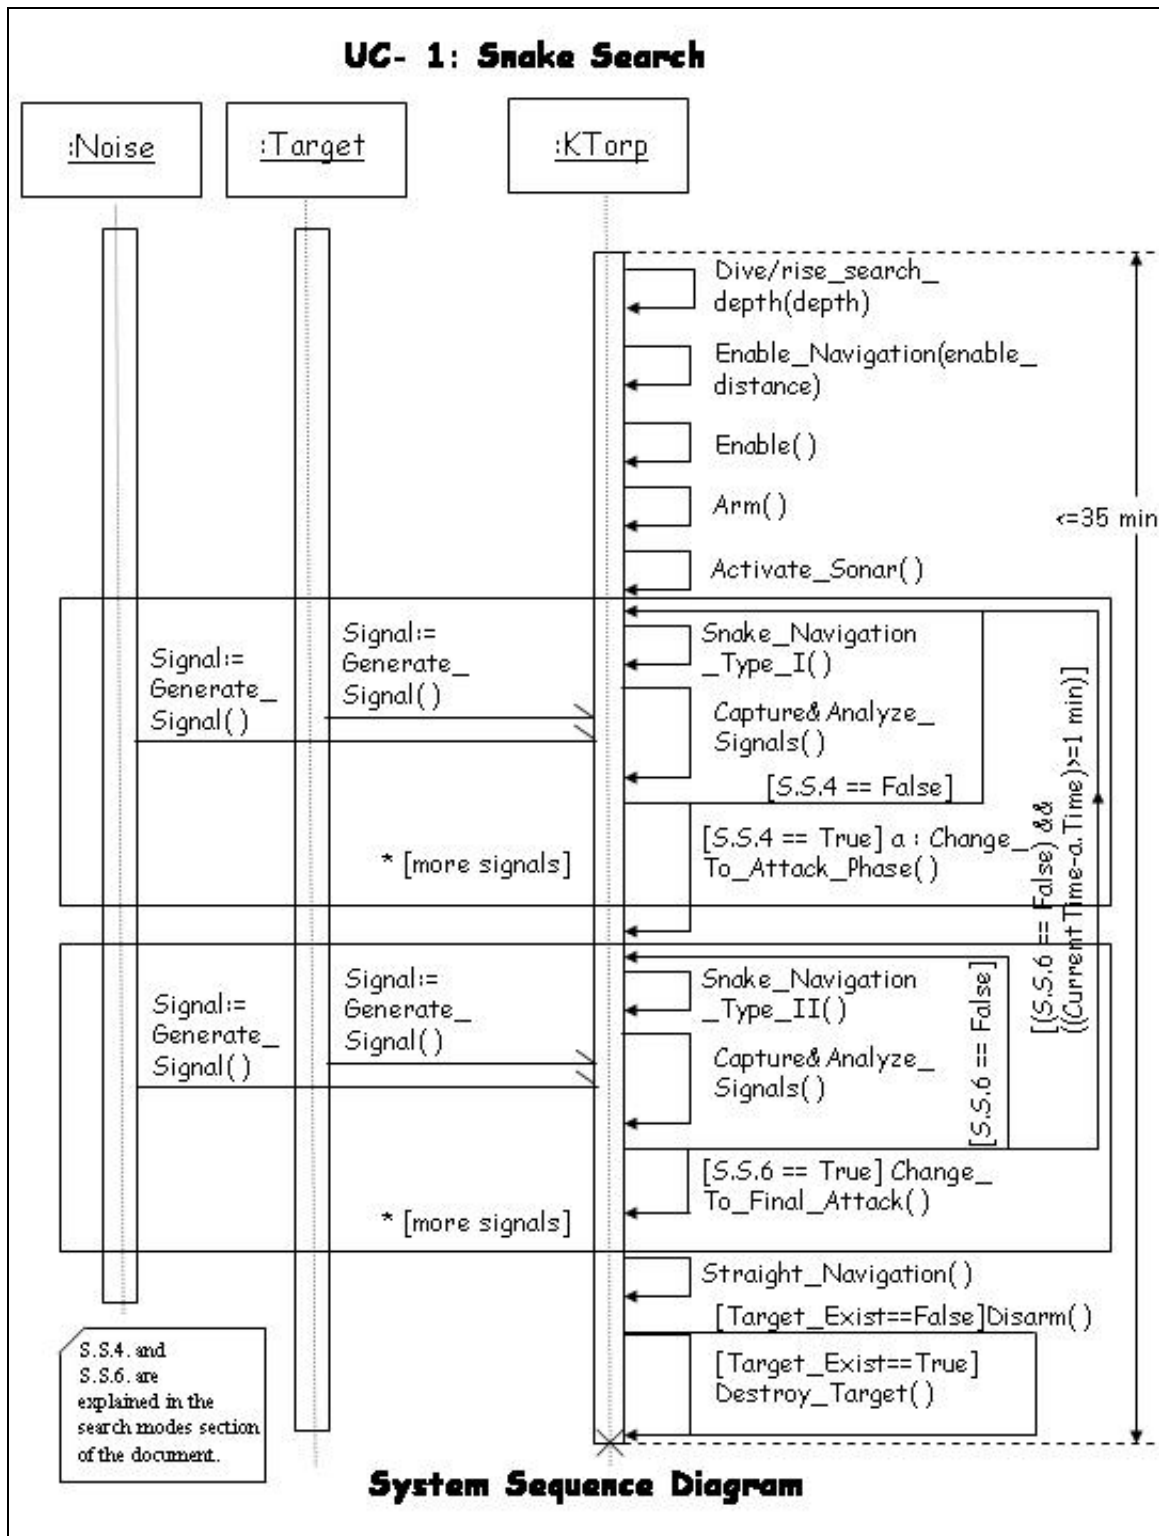 UC- 1: Snake Search
:Noise
:Target
:KTorp
Dive/rise_search_
depth(depth)
Enable_Navigation(enable_
distance)
Enable()
Arm()
<=35 min
Activate_Sonar()
Signal:=
Generate_
Signal()
Signal:=
Generate_
Signal()
Snake_Navigation
_Type_I()
Capture&Analyze_
Signals()
[S.S.4 == False]
[S.S.4 == True] a : Change_
To_Attack_Phase()
* [more signals]
[(S.S.6 == False) &&
((Current Time-a.Time)>=1 min)]
Signal:=
Generate_
Signal()
Signal:=
Generate_
Signal()
Snake_Navigation
_Type_II()
Capture&Analyze_
Signals()
[S.S.6 == False]
[S.S.6 == True] Change_
To_Final_Attack()
* [more signals]
Straight_Navigation()
[Target_Exist==False]Disarm()
[Target_Exist==True]
Destroy_Target()
S.S.4. and
S.S.6. are
explained in the
search modes section
of the document.
System Sequence Diagram